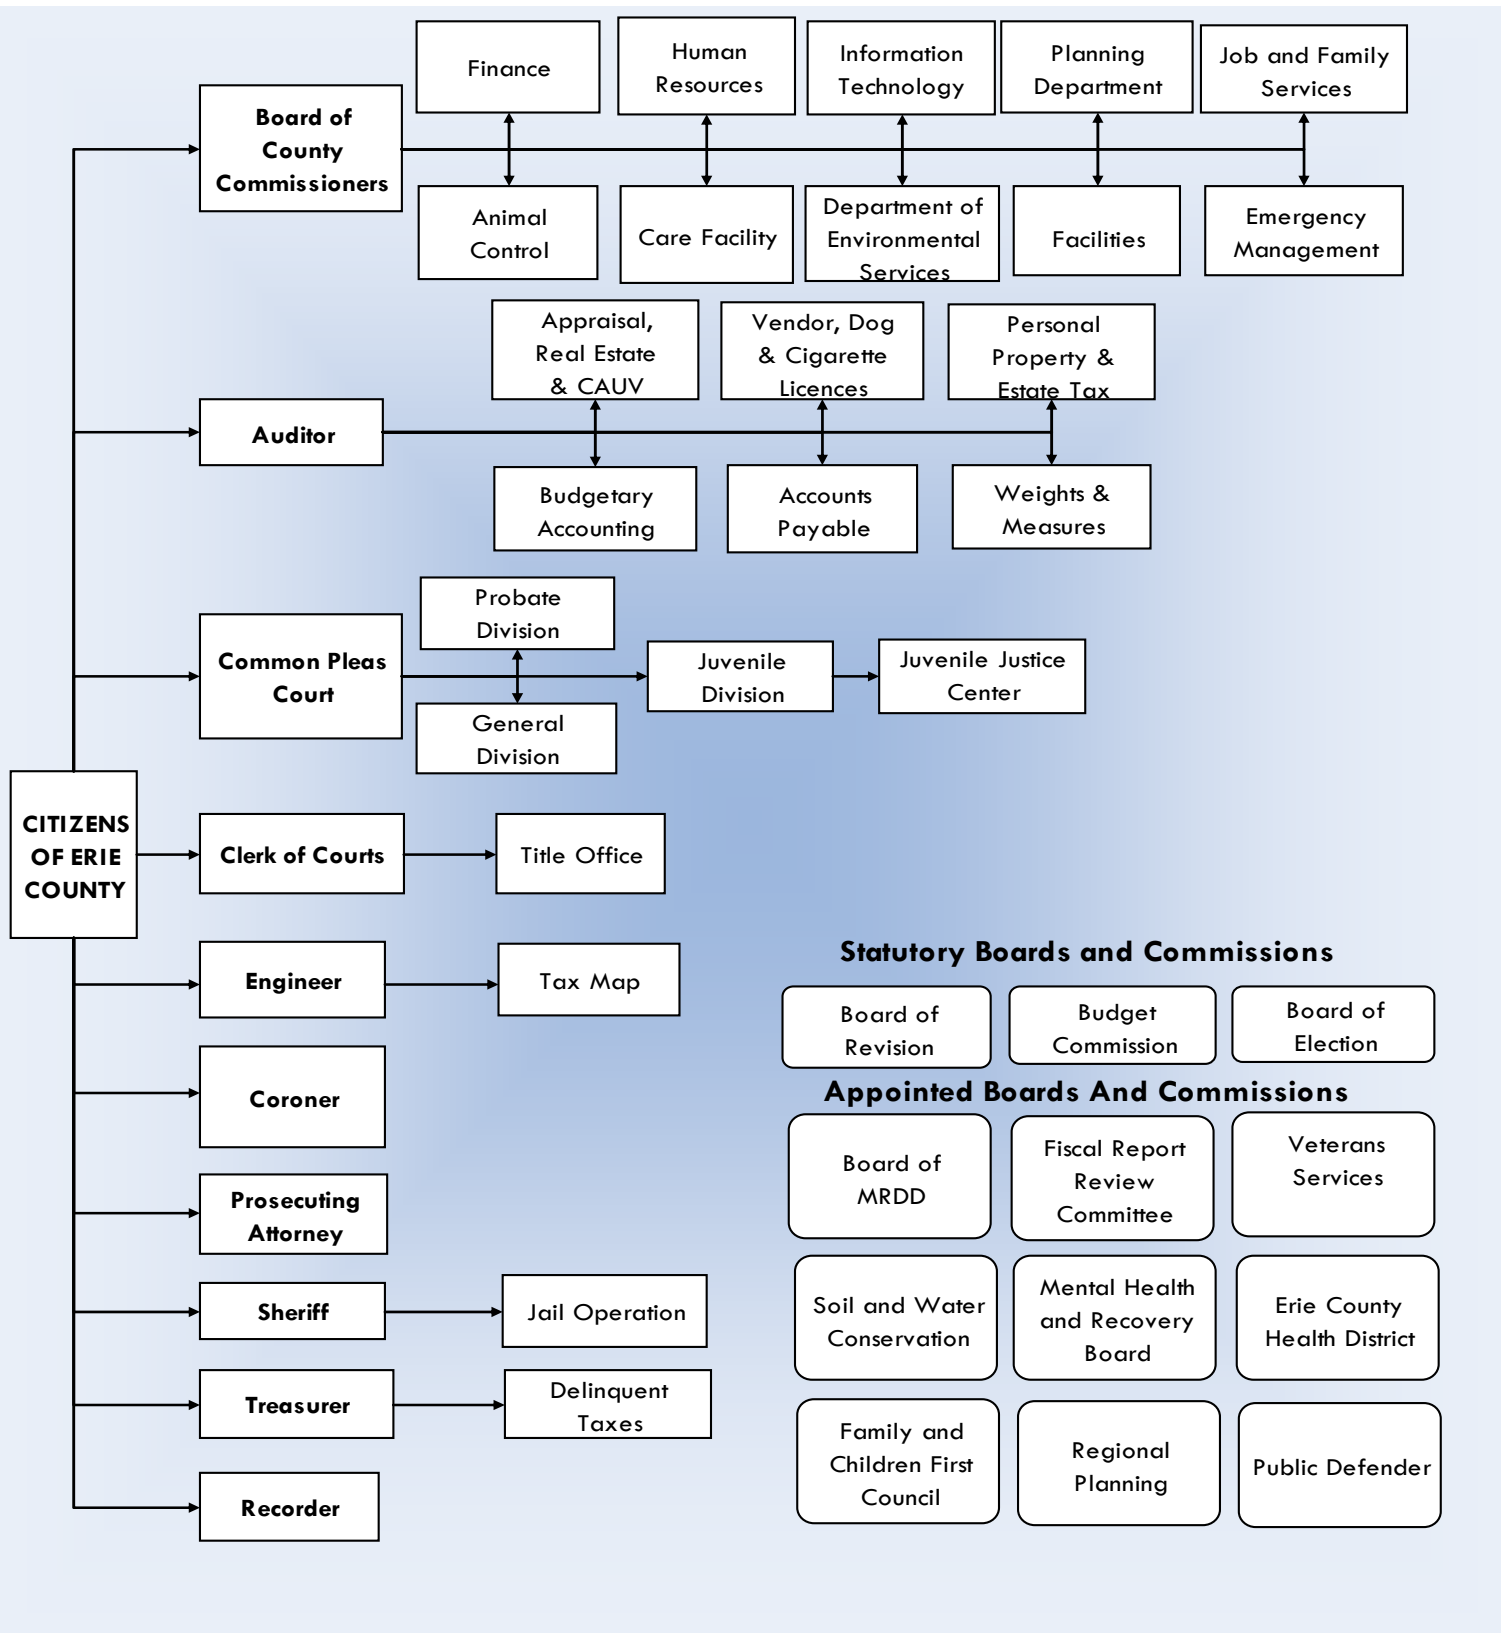 Finance
Human
Resources
Information
Technology
Planning
Department
Job and Family
Services
Board of
County
Commissioners
Animal
Control
Care Facility
Department of
Environmental
Services
Facilities
Emergency
Management
Appraisal,
Real Estate
& CAUV
Vendor, Dog
& Cigarette
Licences
Personal
Property &
Estate Tax
Auditor
Budgetary
Accounting
Accounts
Payable
Weights &
Measures
Probate
Division
Common Pleas
Court
Juvenile
Division
Juvenile Justice
Center
General
Division
CITIZENS
OF ERIE
COUNTY
Clerk of Courts
Title Office
Engineer
Tax Map
Coroner
Prosecuting
Attorney
Sheriff
Jail Operation
Treasurer
Delinquent
Taxes
Recorder
Statutory Boards and Commissions
Board of
Revision
Budget
Commission
Board of
Election
Appointed Boards And Commissions
Board of
MRDD
Fiscal Report
Review
Committee
Veterans
Services
Soil and Water
Conservation
Mental Health
and Recovery
Board
Erie County
Health District
Family and
Children First
Council
Regional
Planning
Public Defender